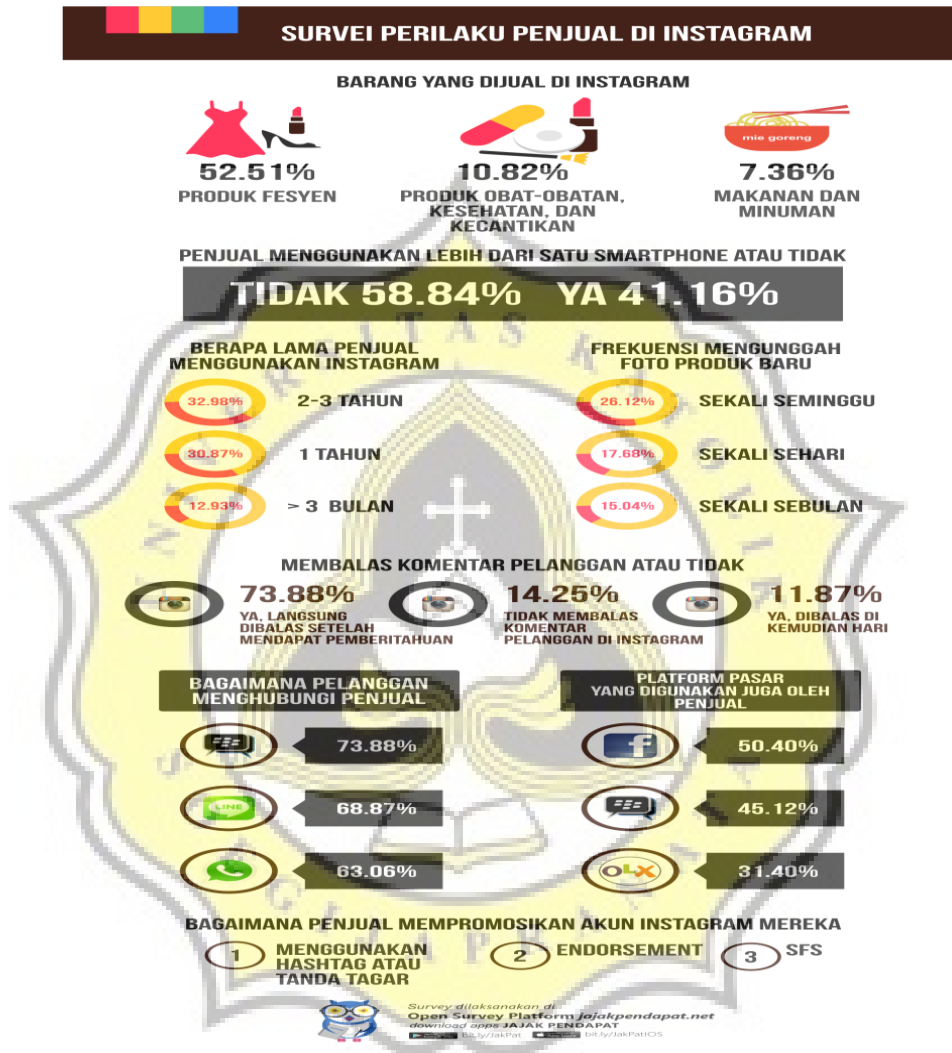 SURVEI PERILAKU PENJUAL DI INSTAGRAM
BARANG YANG DIJUAL DI INSTAGRAM
mie goreng
52.51%
PRODUK FESYEN
10.82%
PRODUK OBAT-OBATAN,
KESEHATAN, DAN
KECANTIKAN
7.36%
MAKANAN DAN
MINUMAN
PENJUAL MENGGUNAKAN LEBIH DARI SATU SMARTPHONE ATAU TIDAK
TIDAK 58.84% YA 41.16%
BERAPA LAMA PENJUAL
MENGGUNAKAN INSTAGRAM
32.98% 2-3 TAHUN
30.87% 1 TAHUN
12.93% > 3 BULAN
FREKUENSI MENGUNGGAH
FOTO PRODUK BARU
26.12% SEKALI SEMINGGU
17.68% SEKALI SEHARI
15.04% SEKALI SEBULAN
MEMBALAS KOMENTAR PELANGGAN ATAU TIDAK
73.88%
YA, LANGSUNG
DIBALAS SETELAH
MENDAPAT PEMBERITAHUAN
14.25%
TIDAK MEMBALAS
KOMENTAR
PELANGGAN DI INSTAGRAM
11.87%
YA, DIBALAS DI
KEMUDIAN HARI
BAGAIMANA PELANGGAN
MENGHUBUNGI PENJUAL
73.88%
LINE 68.87%
63.06%
PLATFORM PASAR
YANG DIGUNAKAN JUGA OLEH
PENJUAL
f 50.40%
45.12%
OLX 31.40%
BAGAIMANA PENJUAL MEMPROMOSIKAN AKUN INSTAGRAM MEREKA
1 MENGGUNAKAN
HASHTAG ATAU
TANDA TAGAR
2 ENDORSEMENT
3 SFS
Survey dilaksanakan di
Open Survey Platform jajakpendapat.net
download apps JAJAK PENDAPAT
bit.ly/JakPat bit.ly/JakPatIOS